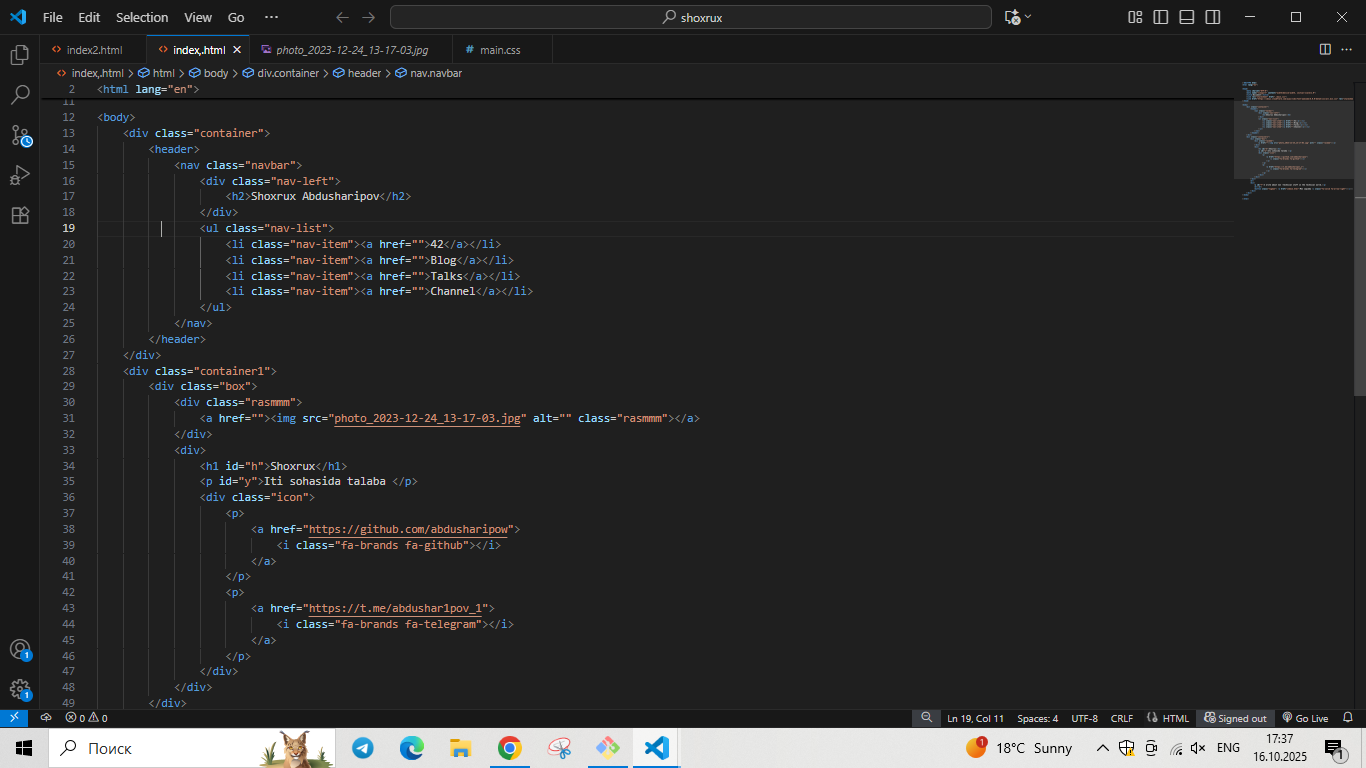 File Edit Selection View Go ··· shoxrux
index2.html index,.html photo_2023-12-24_13-17-03.jpg main.css
index,.html > html > body > div.container > header > nav.navbar
2 <html lang="en">
11
12 <body>
13 <div class="container">
14 <header>
15 <nav class="navbar">
16 <div class="nav-left">
17 <h2>Shoxrux Abdusharipov</h2>
18 </div>
19 <ul class="nav-list">
20 <li class="nav-item"><a href="">42</a></li>
21 <li class="nav-item"><a href="">Blog</a></li>
22 <li class="nav-item"><a href="">Talks</a></li>
23 <li class="nav-item"><a href="">Channel</a></li>
24 </ul>
25 </nav>
26 </header>
27 </div>
28 <div class="container1">
29 <div class="box">
30 <div class="rasmmm">
31 <a href=""><img src="photo_2023-12-24_13-17-03.jpg" alt="" class="rasmmm"></a>
32 </div>
33 <div>
34 <h1 id="h">Shoxrux</h1>
35 <p id="y">Iti sohasida talaba </p>
36 <div class="icon">
37 <p>
38 <a href="https://github.com/abdusharipow">
39 <i class="fa-brands fa-github"></i>
40 </a>
41 </p>
42 <p>
43 <a href="https://t.me/abdushar1pov_1">
44 <i class="fa-brands fa-telegram"></i>
45 </a>
46 </p>
47 </div>
48 </div>
49 </div>
0 0 Ln 19, Col 11 Spaces: 4 UTF-8 CRLF HTML Signed out Go Live
Поиск 1 18°C Sunny ENG 17:37
16.10.2025 1